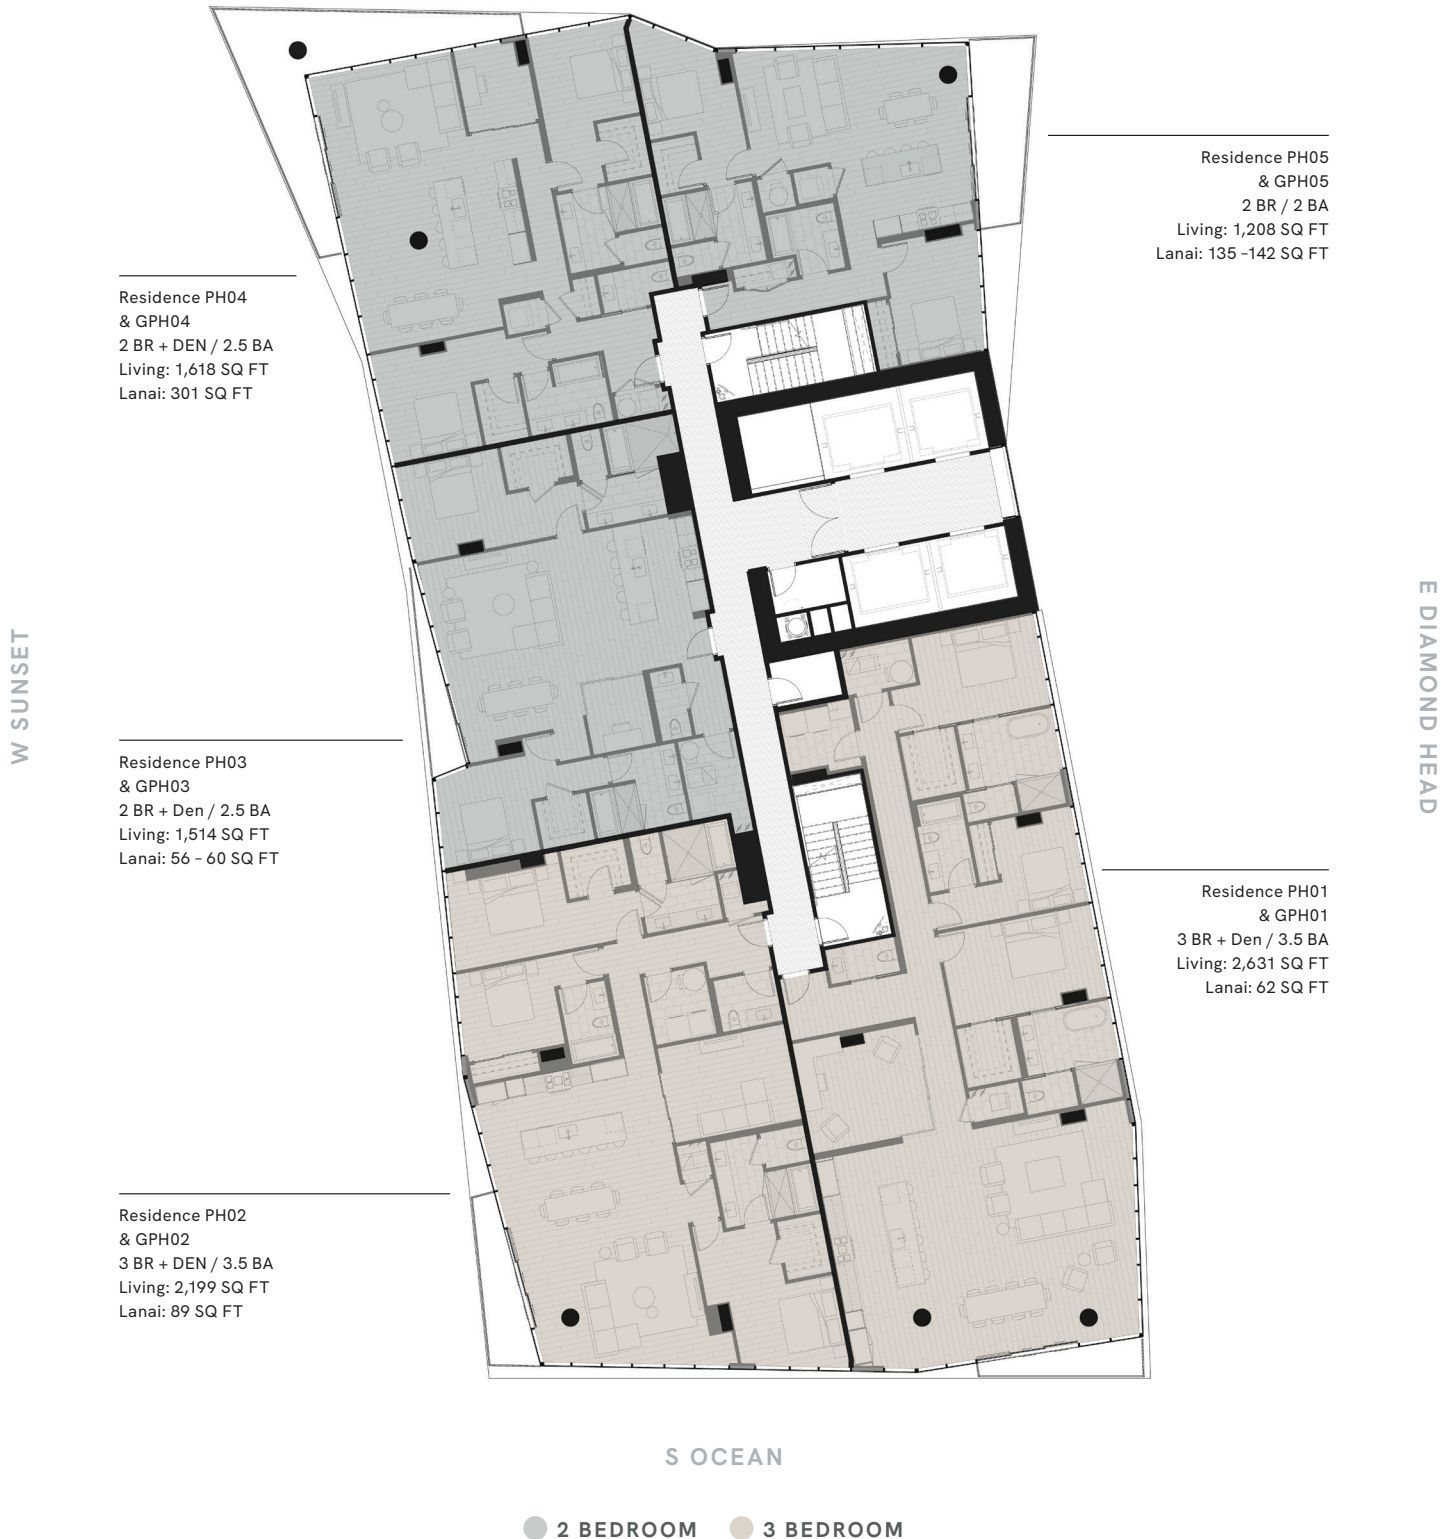 Residence PH05
& GPH05
2 BR / 2 BA
Living: 1,208 SQ FT
Lanai: 135 –142 SQ FT
Residence PH04
& GPH04
2 BR + DEN / 2.5 BA
Living: 1,618 SQ FT
Lanai: 301 SQ FT
W SUNSET
E DIAMOND HEAD
Residence PH03
& GPH03
2 BR + Den / 2.5 BA
Living: 1,514 SQ FT
Lanai: 56 – 60 SQ FT
Residence PH01
& GPH01
3 BR + Den / 3.5 BA
Living: 2,631 SQ FT
Lanai: 62 SQ FT
Residence PH02
& GPH02
3 BR + DEN / 3.5 BA
Living: 2,199 SQ FT
Lanai: 89 SQ FT
S OCEAN
2 BEDROOM 3 BEDROOM